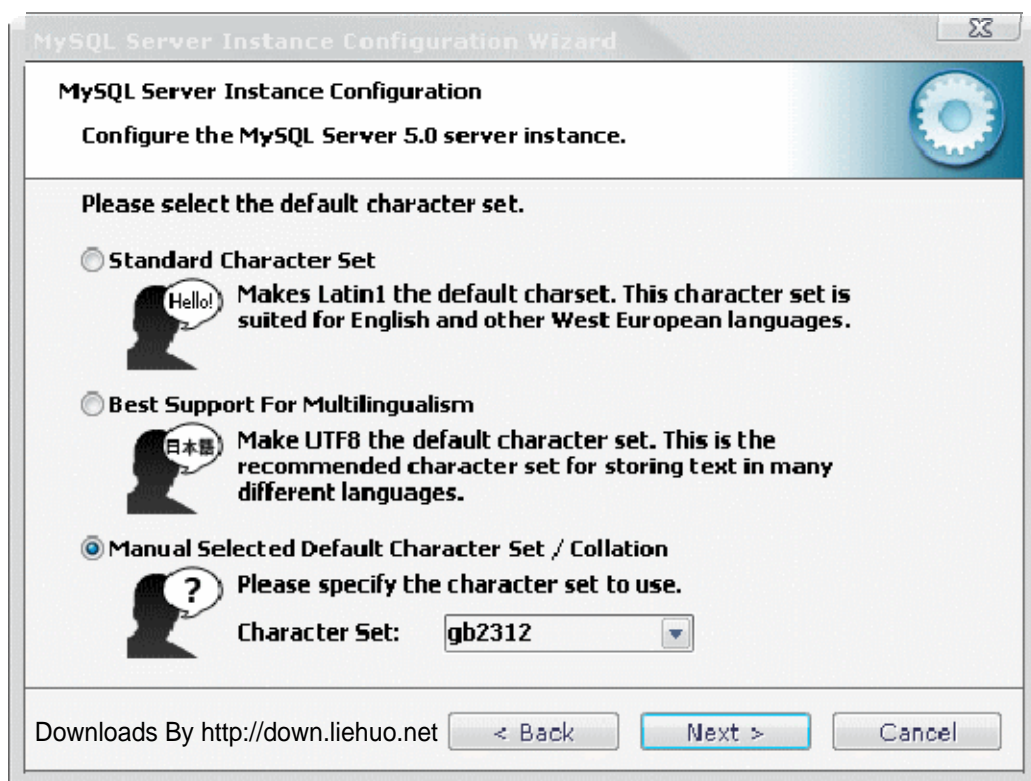 MySQL Server Instance Configuration Wizard
MySQL Server Instance Configuration
Configure the MySQL Server 5.0 server instance.
Please select the default character set.
Standard Character Set
Hello!
Makes Latin1 the default charset. This character set is
suited for English and other West European languages.
Best Support For Multilingualism
日本語
Make UTF8 the default character set. This is the
recommended character set for storing text in many
different languages.
Manual Selected Default Character Set / Collation
?
Please specify the character set to use.
Character Set: gb2312
Downloads By http://down.liehuo.net < Back Next > Cancel